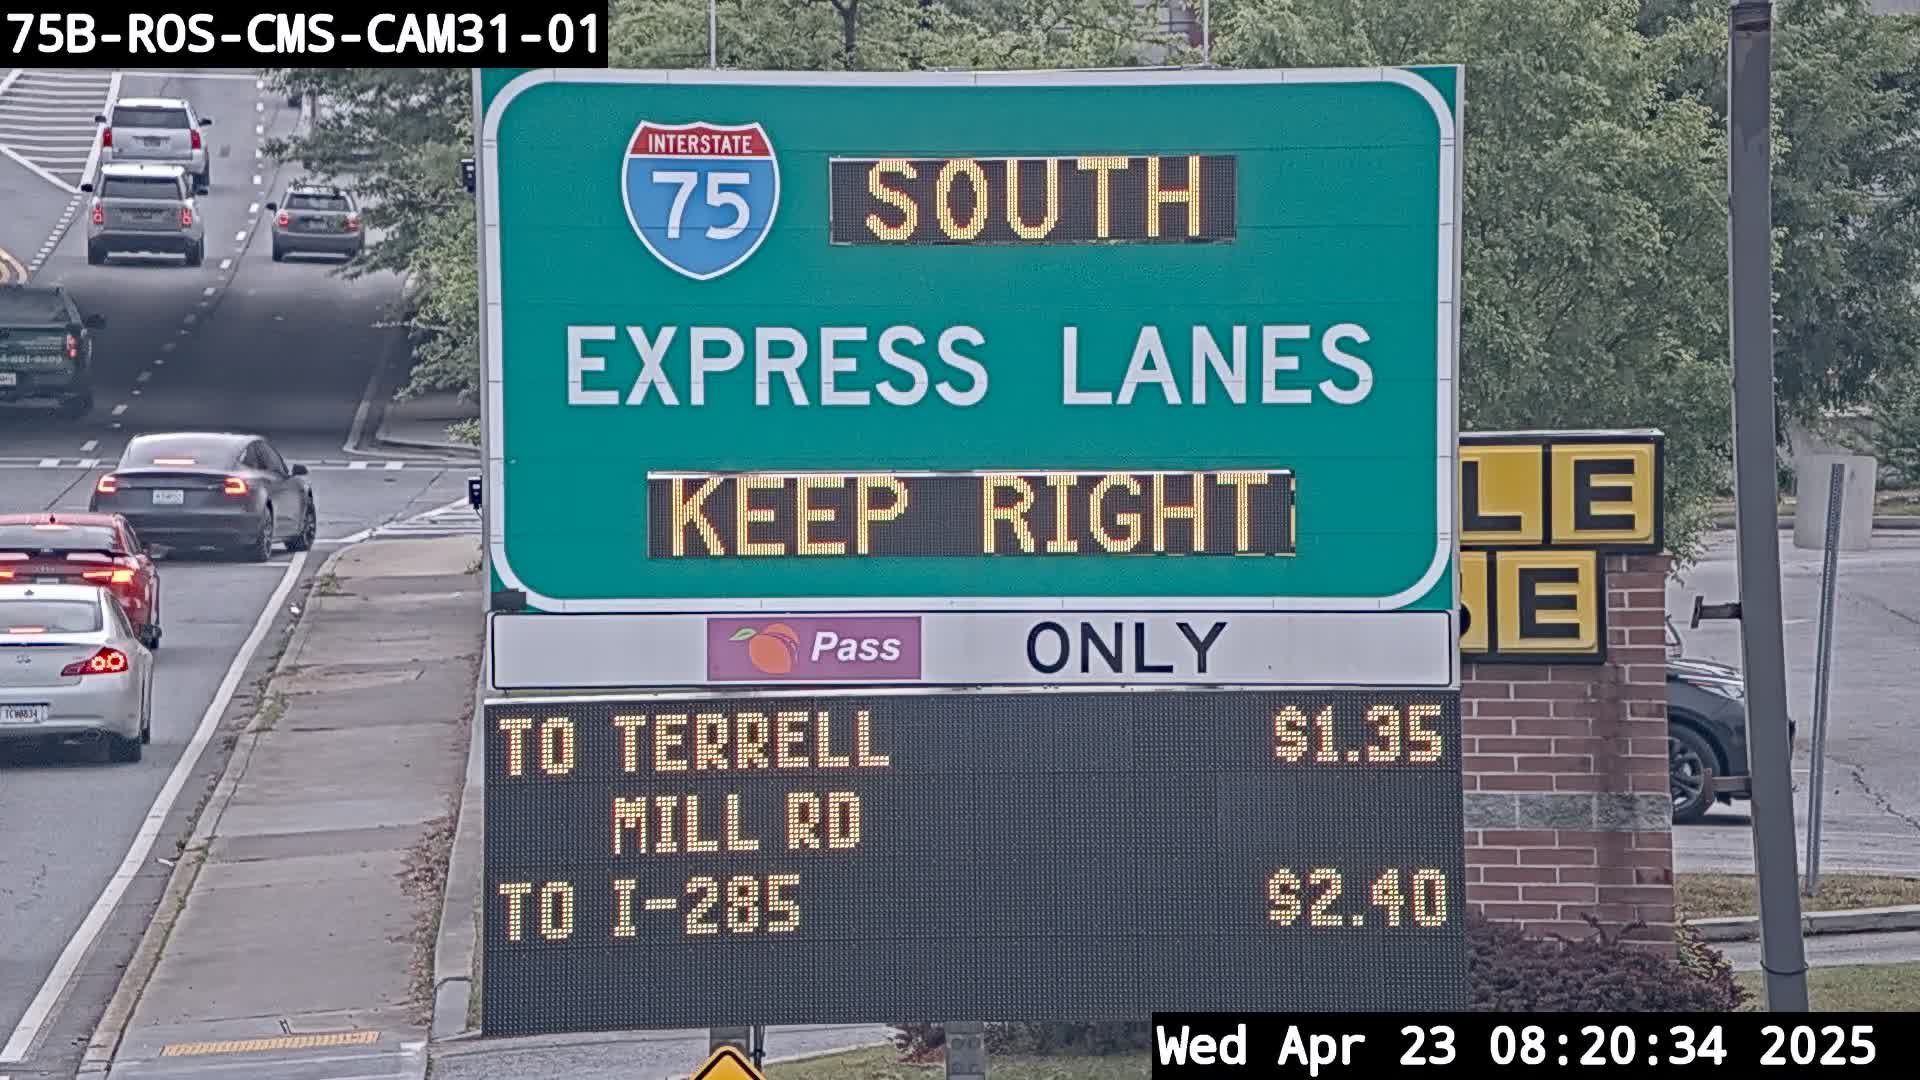 75B-ROS-CMS-CAM31-01
INTERSTATE
75
SOUTH
EXPRESS LANES
KEEP RIGHT
Pass ONLY
TO TERRELL $1.35
MILL RD
TO I-285 $2.40
LE
E
Wed Apr 23 08:20:34 2025